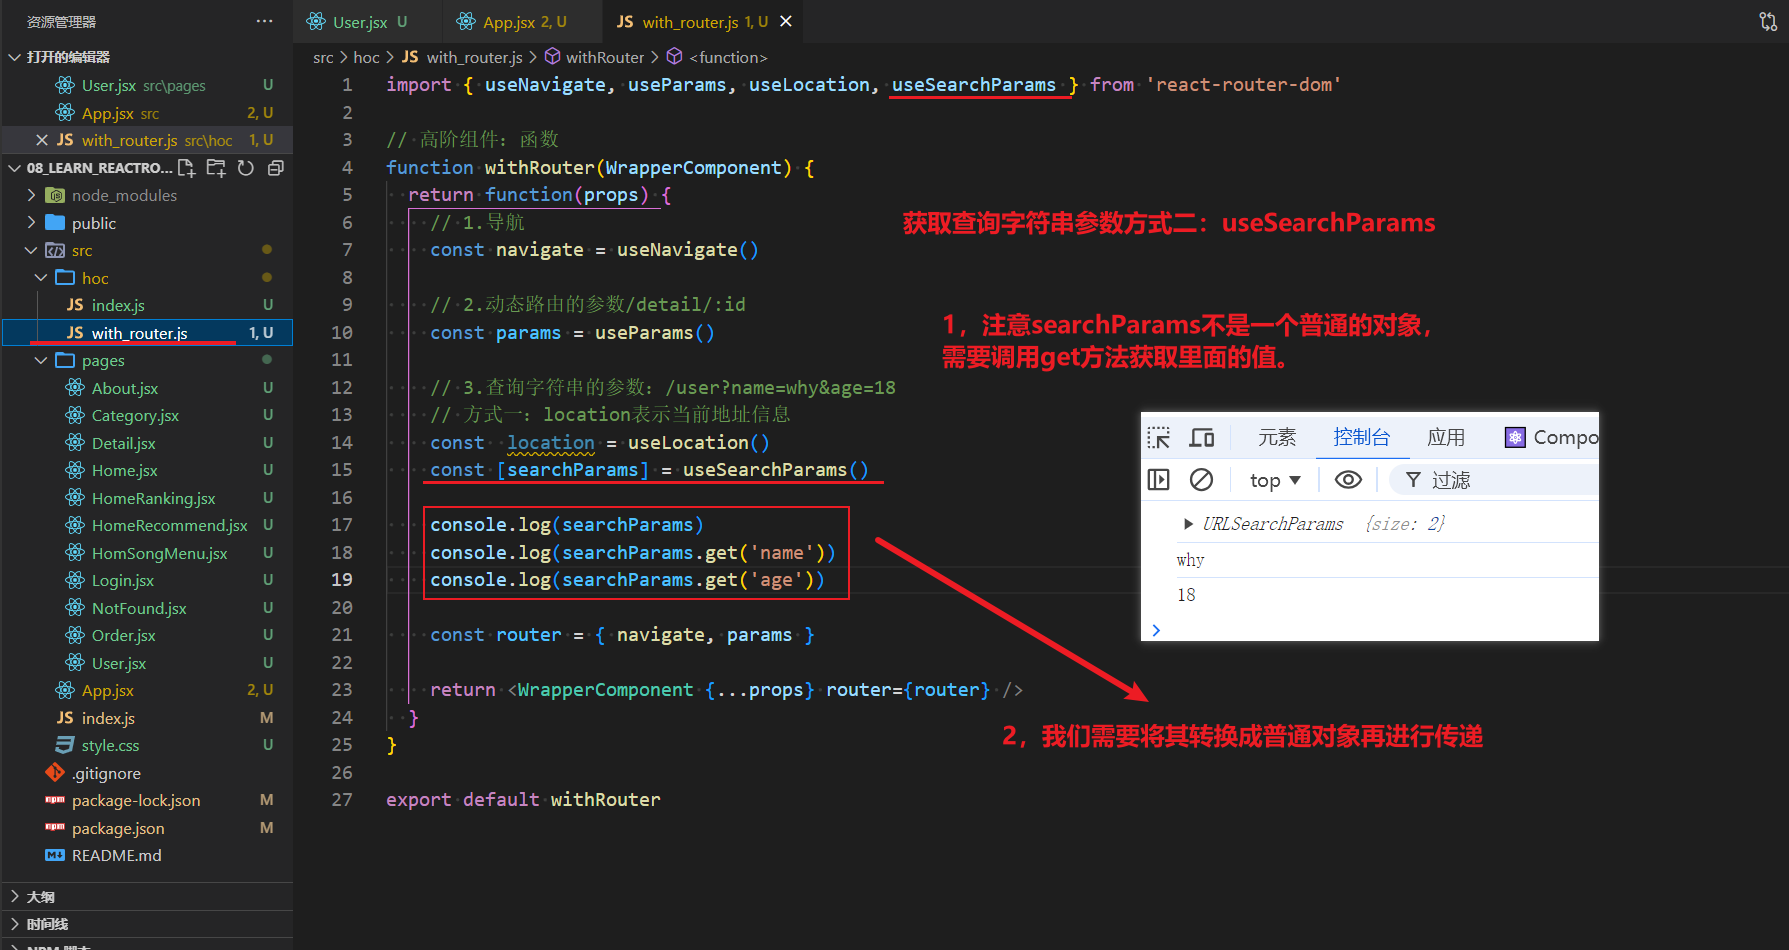 资源管理器
···
打开的编辑器
User.jsx src\pages U
App.jsx src 2, U
with_router.js src\hoc 1, U
08_LEARN_REACTRO...
node_modules
public
src
hoc
index.js U
with_router.js 1, U
pages
About.jsx U
Category.jsx U
Detail.jsx U
Home.jsx U
HomeRanking.jsx U
HomeRecommend.jsx U
HomSongMenu.jsx U
Login.jsx U
NotFound.jsx U
Order.jsx U
User.jsx U
App.jsx 2, U
index.js M
style.css U
.gitignore
package-lock.json M
package.json M
README.md
大纲
时间线
NPM 脚本
User.jsx U
App.jsx 2, U
with_router.js 1, U
src > hoc > JS with_router.js > withRouter > <function>
1 import { useNavigate, useParams, useLocation, useSearchParams } from 'react-router-dom'
2
3 // 高阶组件: 函数
4 function withRouter(WrapperComponent) {
5 return function(props) {
6 // 1.导航
7 const navigate = useNavigate()
8
9 // 2.动态路由的参数/detail/:id
10 const params = useParams()
11
12 // 3.查询字符串的参数: /user?name=why&age=18
13 // 方式一: location表示当前地址信息
14 const location = useLocation()
15 const [searchParams] = useSearchParams()
16
17 console.log(searchParams)
18 console.log(searchParams.get('name'))
19 console.log(searchParams.get('age'))
20
21 const router = { navigate, params }
22
23 return <WrapperComponent {...props} router={router} />
24 }
25 }
26
27 export default withRouter
获取查询字符串参数方式二：useSearchParams
1，注意searchParams不是一个普通的对象，
需要调用get方法获取里面的值。
元素 控制台 应用 Compo
top 过滤
URLSearchParams {size: 2}
why
18
2，我们需要将其转换成普通对象再进行传递